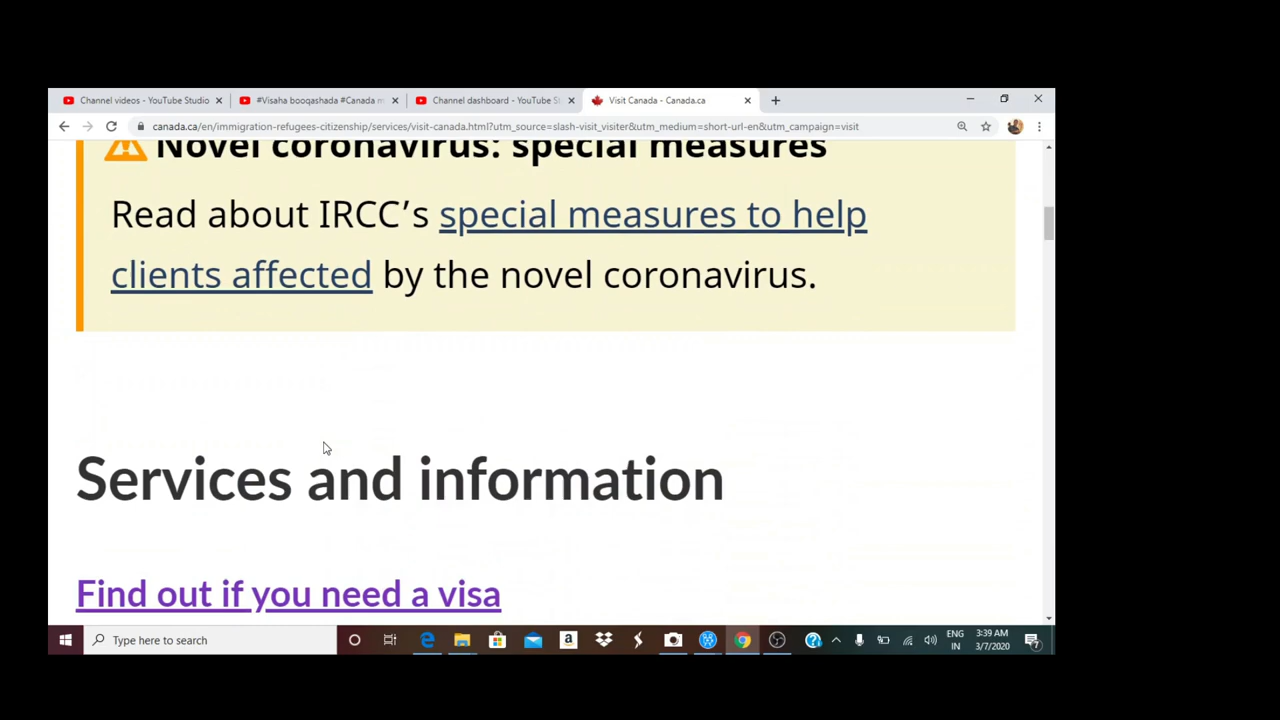 Channel videos - YouTube Studio
#Visaha booqashada #Canada m
Channel dashboard - YouTube St
Visit Canada - Canada.ca
canada.ca/en/immigration-refugees-citizenship/services/visit-canada.html?utm_source=slash-visit_visiter&utm_medium=short-url-en&utm_campaign=visit
Novel coronavirus: special measures
Read about IRCC’s special measures to help
clients affected by the novel coronavirus.
Services and information
Find out if you need a visa
Type here to search
ENG
IN
3:39 AM
3/7/2020
7